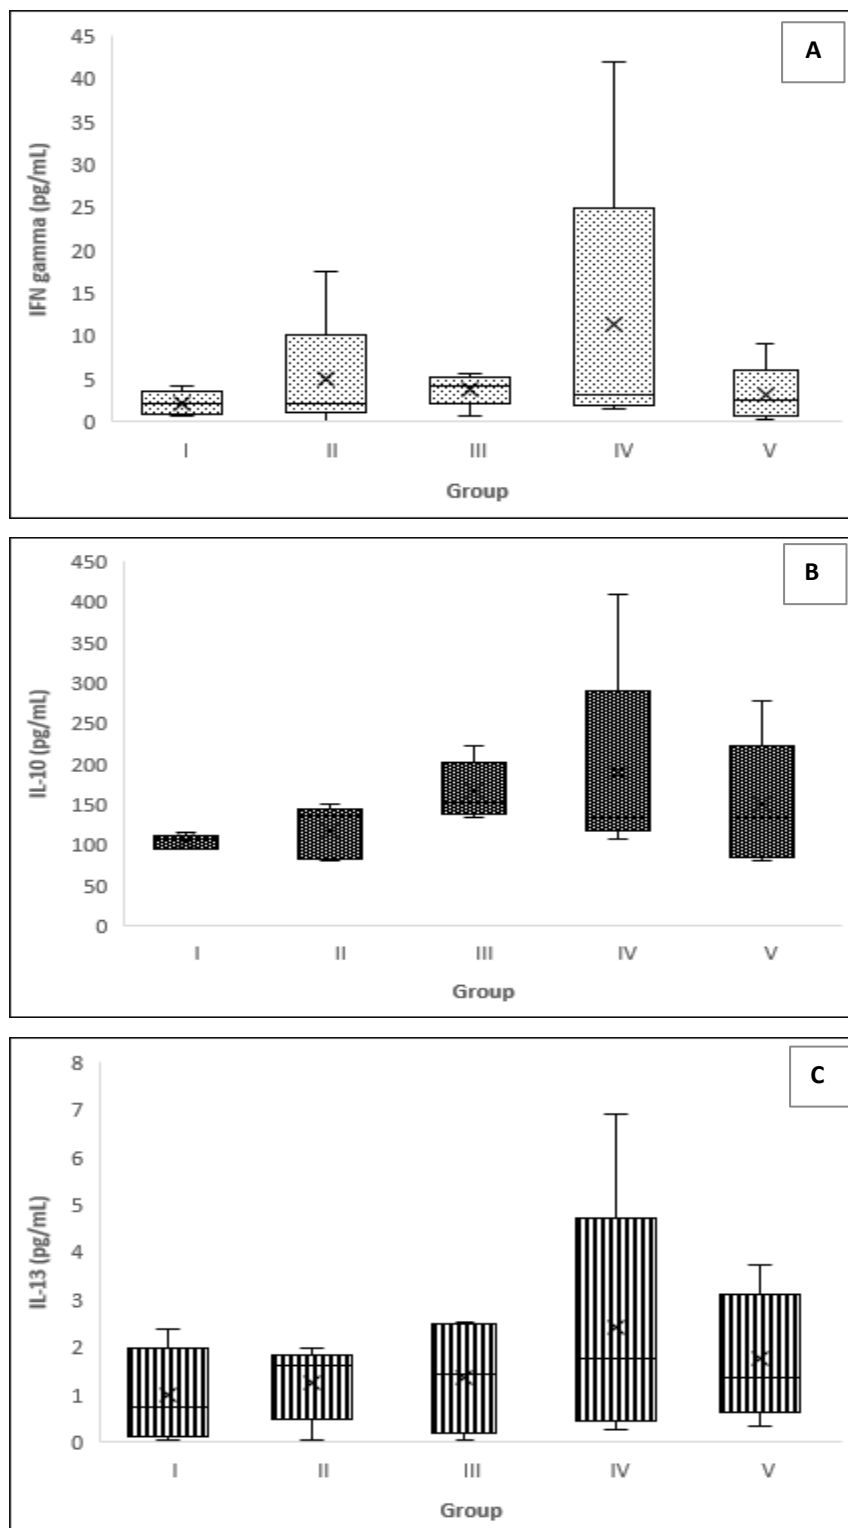 A
45
40
35
30
25
20
15
10
5
0
IFN gamma (pg/mL)
I II III IV V
Group
B
450
400
350
300
250
200
150
100
50
0
IL-10 (pg/mL)
I II III IV V
Group
C
8
7
6
5
4
3
2
1
0
IL-13 (pg/mL)
I II III IV V
Group